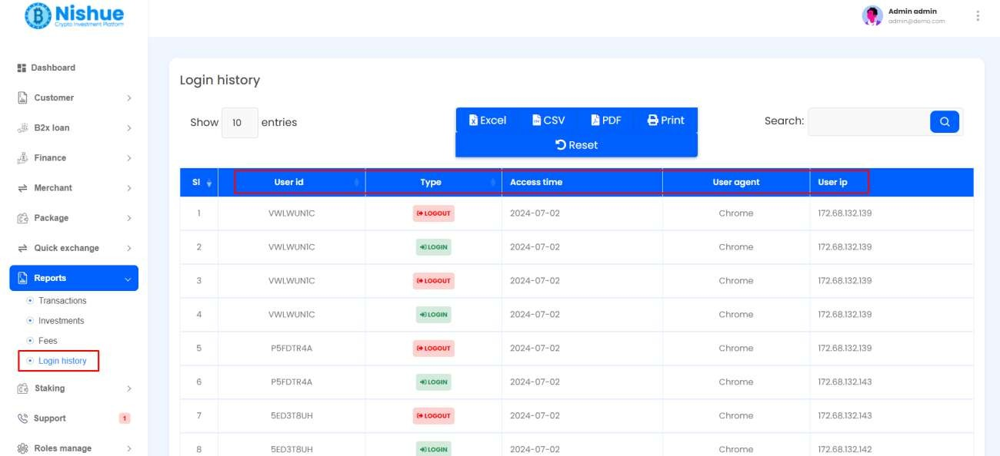 Nishue
Crypto Investment Platform
Admin admin
admin@demo.com
Dashboard
Customer
B2x loan
Finance
Merchant
Package
Quick exchange
Reports
Transactions
Investments
Fees
Login history
Staking
Support 1
Roles manage
Login history
Show 10 entries
Excel CSV PDF Print
Reset
Search:
Sl User id Type Access time User agent User ip
1 VWLWUN1C LOGOUT 2024-07-02 Chrome 172.68.132.139
2 VWLWUN1C LOGIN 2024-07-02 Chrome 172.68.132.139
3 VWLWUN1C LOGOUT 2024-07-02 Chrome 172.68.132.139
4 VWLWUN1C LOGIN 2024-07-02 Chrome 172.68.132.139
5 P5FDTR4A LOGOUT 2024-07-02 Chrome 172.68.132.139
6 P5FDTR4A LOGIN 2024-07-02 Chrome 172.68.132.143
7 5ED3T8UH LOGOUT 2024-07-02 Chrome 172.68.132.143
8 5ED3T8UH LOGIN 2024-07-02 Chrome 172.68.132.142